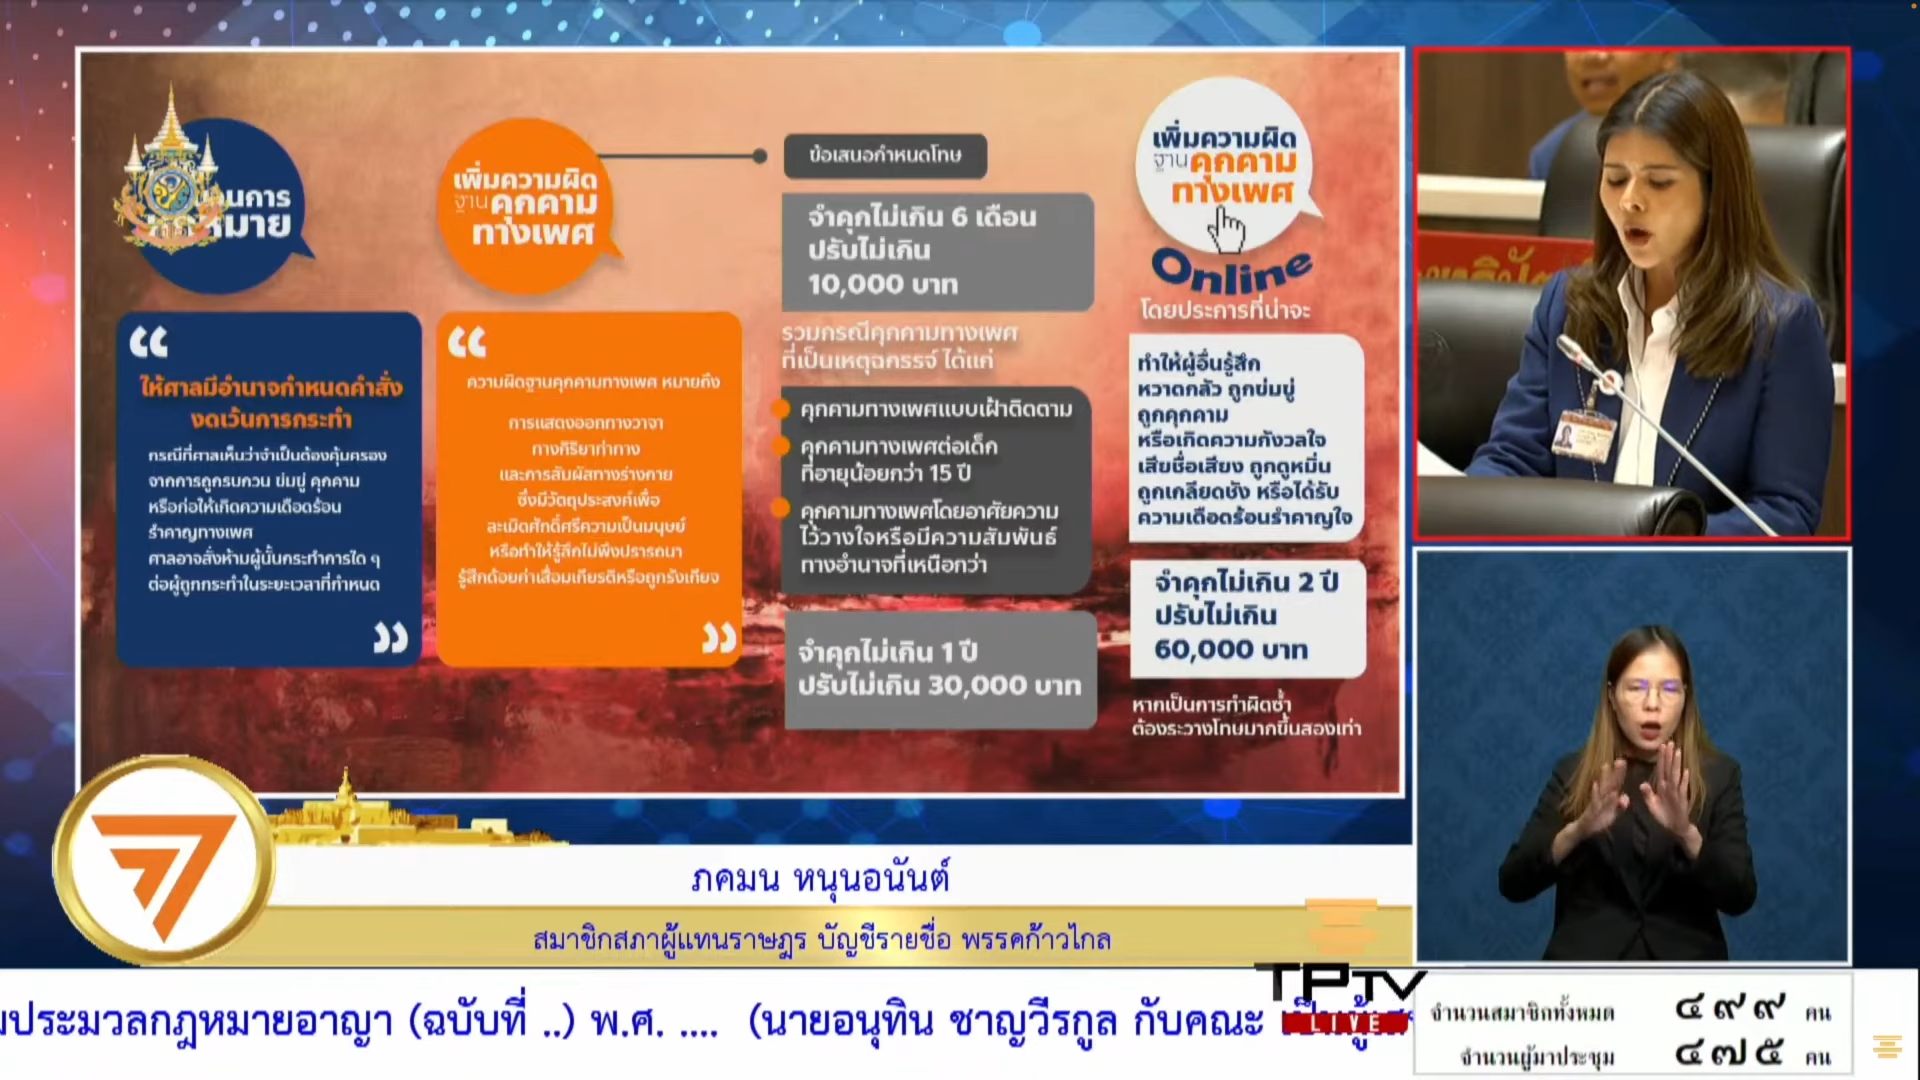 หมาย
นการ
ให้ศาลมีอำนาจกำหนดคำสั่ง
งดเว้นการกระทำ
กรณีที่ศาลเห็นว่าจำเป็นต้องคุ้มครอง
จากการถูกรบกวน ข่มขู่ คุกคาม
หรือก่อให้เกิดความเดือดร้อน
รำคาญทางเพศ
ศาลอาจสั่งห้ามผู้นั้นกระทำการใด ๆ
ต่อผู้ถูกกระทำในระยะเวลาที่กำหนด
เพิ่มความผิด
ฐานคุกคาม
ทางเพศ
ความผิดฐานคุกคามทางเพศ หมายถึง
การแสดงออกทางวาจา
ทางกิริยาท่าทาง
และการสัมผัสทางร่างกาย
ซึ่งมีวัตถุประสงค์เพื่อ
ละเมิดศักดิ์ศรีความเป็นมนุษย์
หรือทำให้รู้สึกไม่พึงปรารถนา
รู้สึกด้อยค่าเสื่อมเกียรติหรือถูกรังเกียจ
ข้อเสนอกำหนดโทษ
จำคุกไม่เกิน 6 เดือน
ปรับไม่เกิน
10,000 บาท
รวมกรณีคุกคามทางเพศ
ที่เป็นเหตุฉกรรจ์ ได้แก่
คุกคามทางเพศแบบเฝ้าติดตาม
คุกคามทางเพศต่อเด็ก
ที่อายุน้อยกว่า 15 ปี
คุกคามทางเพศโดยอาศัยความ
ไว้วางใจหรือมีความสัมพันธ์
ทางอำนาจที่เหนือกว่า
จำคุกไม่เกิน 1 ปี
ปรับไม่เกิน 30,000 บาท
เพิ่มความผิด
ฐานคุกคาม
ทางเพศ
Online
โดยประการที่น่าจะ
ทำให้ผู้อื่นรู้สึก
หวาดกลัว ถูกข่มขู่
ถูกคุกคาม
หรือเกิดความกังวลใจ
เสียชื่อเสียง ถูกดูหมิ่น
ถูกเกลียดชัง หรือได้รับ
ความเดือดร้อนรำคาญใจ
จำคุกไม่เกิน 2 ปี
ปรับไม่เกิน
60,000 บาท
หากเป็นการทำผิดซ้ำ
ต้องระวางโทษมากขึ้นสองเท่า
ภคมน หนุนอนันต์
สมาชิกสภาผู้แทนราษฎร บัญชีรายชื่อ พรรคก้าวไกล
มประมวลกฎหมายอาญา (ฉบับที่ ..) พ.ศ. .... (นายอนุทิน ชาญวีรกูล กับคณะ
TPTV
LIVE
จำนวนสมาชิกทั้งหมด ๔๙๙ คน
จำนวนผู้มาประชุม ๔๗๕ คน